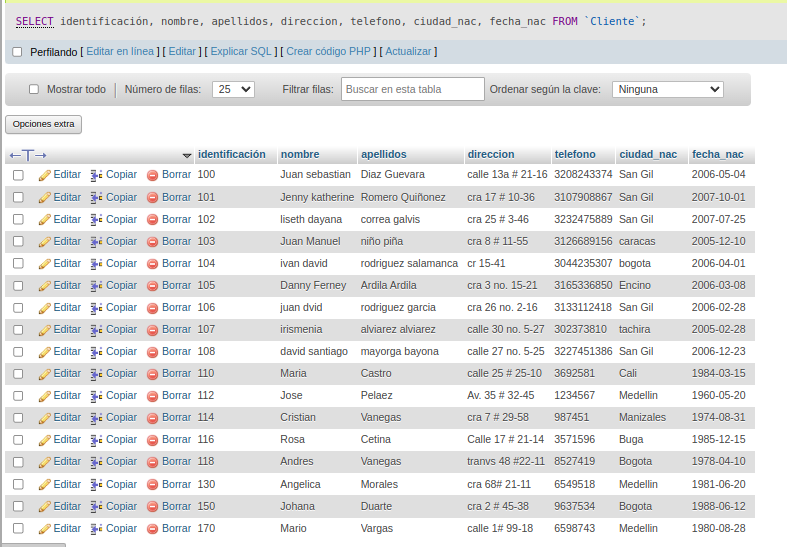 SELECT identificación, nombre, apellidos, direccion, telefono, ciudad_nac, fecha_nac FROM `Cliente`;
Perfilando [ Editar en línea ] [ Editar ] [ Explicar SQL ] [ Crear código PHP ] [ Actualizar ]
Mostrar todo Número de filas: 25 Filtrar filas: Buscar en esta tabla Ordenar según la clave: Ninguna
Opciones extra
←T→ identificación nombre apellidos direccion telefono ciudad_nac fecha_nac
Editar Copiar Borrar 100 Juan sebastian Diaz Guevara calle 13a # 21-16 3208243374 San Gil 2006-05-04
Editar Copiar Borrar 101 Jenny katherine Romero Quiñonez cra 17 # 10-36 3107908867 San Gil 2007-10-01
Editar Copiar Borrar 102 liseth dayana correa galvis cra 25 # 3-46 3232475889 San Gil 2007-07-25
Editar Copiar Borrar 103 Juan Manuel niño piña cra 8 # 11-55 3126689156 caracas 2005-12-10
Editar Copiar Borrar 104 ivan david rodriguez salamanca cr 15-41 3044235307 bogota 2006-04-01
Editar Copiar Borrar 105 Danny Ferney Ardila Ardila cra 3 no. 15-21 3165336850 Encino 2006-03-08
Editar Copiar Borrar 106 juan dvid rodriguez garcia cra 26 no. 2-16 3133112418 San Gil 2006-02-28
Editar Copiar Borrar 107 irismenia alviarez alviarez calle 30 no. 5-27 302373810 tachira 2005-02-28
Editar Copiar Borrar 108 david santiago mayorga bayona calle 27 no. 5-25 3227451386 San Gil 2006-12-23
Editar Copiar Borrar 110 Maria Castro calle 25 # 25-10 3692581 Cali 1984-03-15
Editar Copiar Borrar 112 Jose Pelaez Av. 35 # 32-45 1234567 Medellin 1960-05-20
Editar Copiar Borrar 114 Cristian Vanegas cra 7 # 29-58 987451 Manizales 1974-08-31
Editar Copiar Borrar 116 Rosa Cetina Calle 17 # 21-14 3571596 Buga 1985-12-15
Editar Copiar Borrar 118 Andres Vanegas tranvs 48 #22-11 8527419 Bogota 1978-04-10
Editar Copiar Borrar 130 Angelica Morales cra 68# 21-11 6549518 Medellin 1981-06-20
Editar Copiar Borrar 150 Johana Duarte cra 2 # 45-38 9637534 Bogota 1988-06-12
Editar Copiar Borrar 170 Mario Vargas calle 1# 99-18 6598743 Medellin 1980-08-28